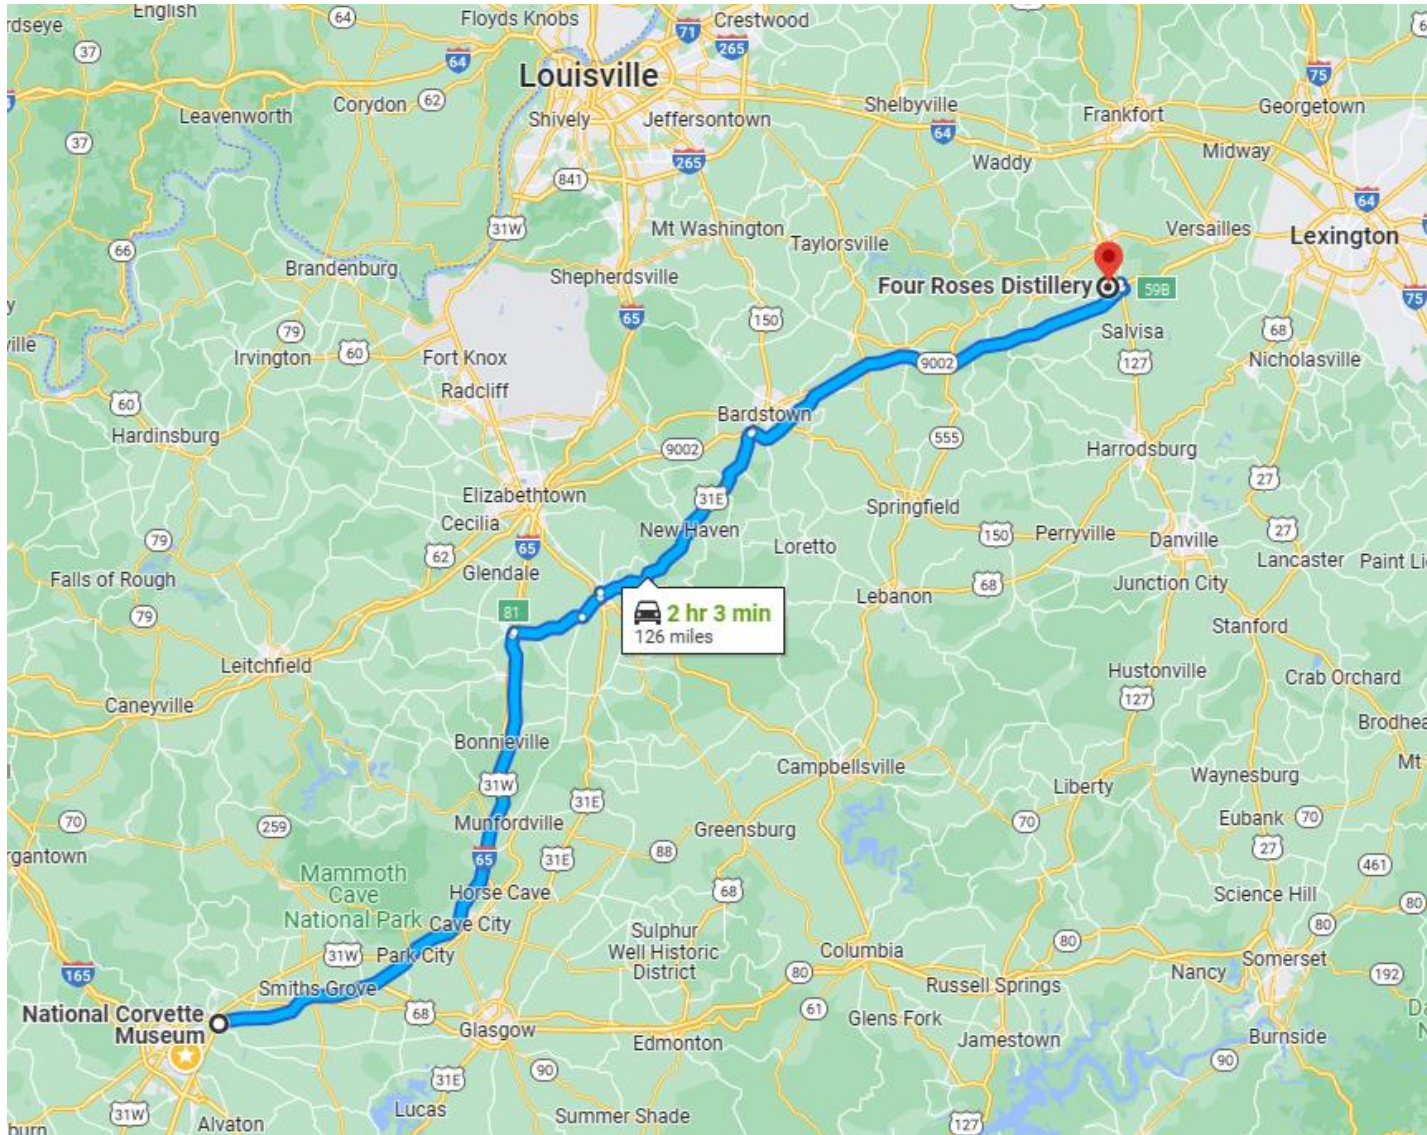 English
64
Floyds Knobs
Crestwood
71
265
rdseye
37
64
Louisville
75
Leavenworth
Corydon
62
Shively
Jeffersontown
Shelbyville
Frankfort
Georgetown
37
64
265
Waddy
Midway
841
64
31W
Mt Washington
Taylorsville
Versailles
Lexington
66
Brandenburg
Shepherdsville
Four Roses Distillery
59B
75
y
79
65
150
Salvisa
68
ville
Irvington
60
Fort Knox
9002
127
Nicholasville
Radcliff
60
Hardinsburg
Bardstown
9002
555
Harrodsburg
27
Elizabethtown
31E
Cecilia
New Haven
Springfield
79
62
65
Loretto
150
Perryville
Danville
27
Lancaster
Paint Li
Falls of Rough
Glendale
Junction City
79
81
68
Lebanon
2 hr 3 min
126 miles
Stanford
Leitchfield
Hustonville
Crab Orchard
127
Caneyville
Brodhea
Bonnieville
Campbellsville
Waynesburg
Mt
31W
Liberty
31E
70
259
Munfordville
Greensburg
70
Eubank
70
rgantown
65
31E
88
27
461
Mammoth
Cave
National Park
Horse Cave
68
Science Hill
80
Cave City
Sulphur
Well Historic
District
80
31W
Park City
Columbia
80
Somerset
165
Smiths Grove
80
Russell Springs
Nancy
192
National Corvette
Museum
68
Glasgow
61
Glens Fork
Edmonton
Jamestown
Burnside
90
90
31E
31W
Lucas
Summer Shade
127
Alvaton
burn